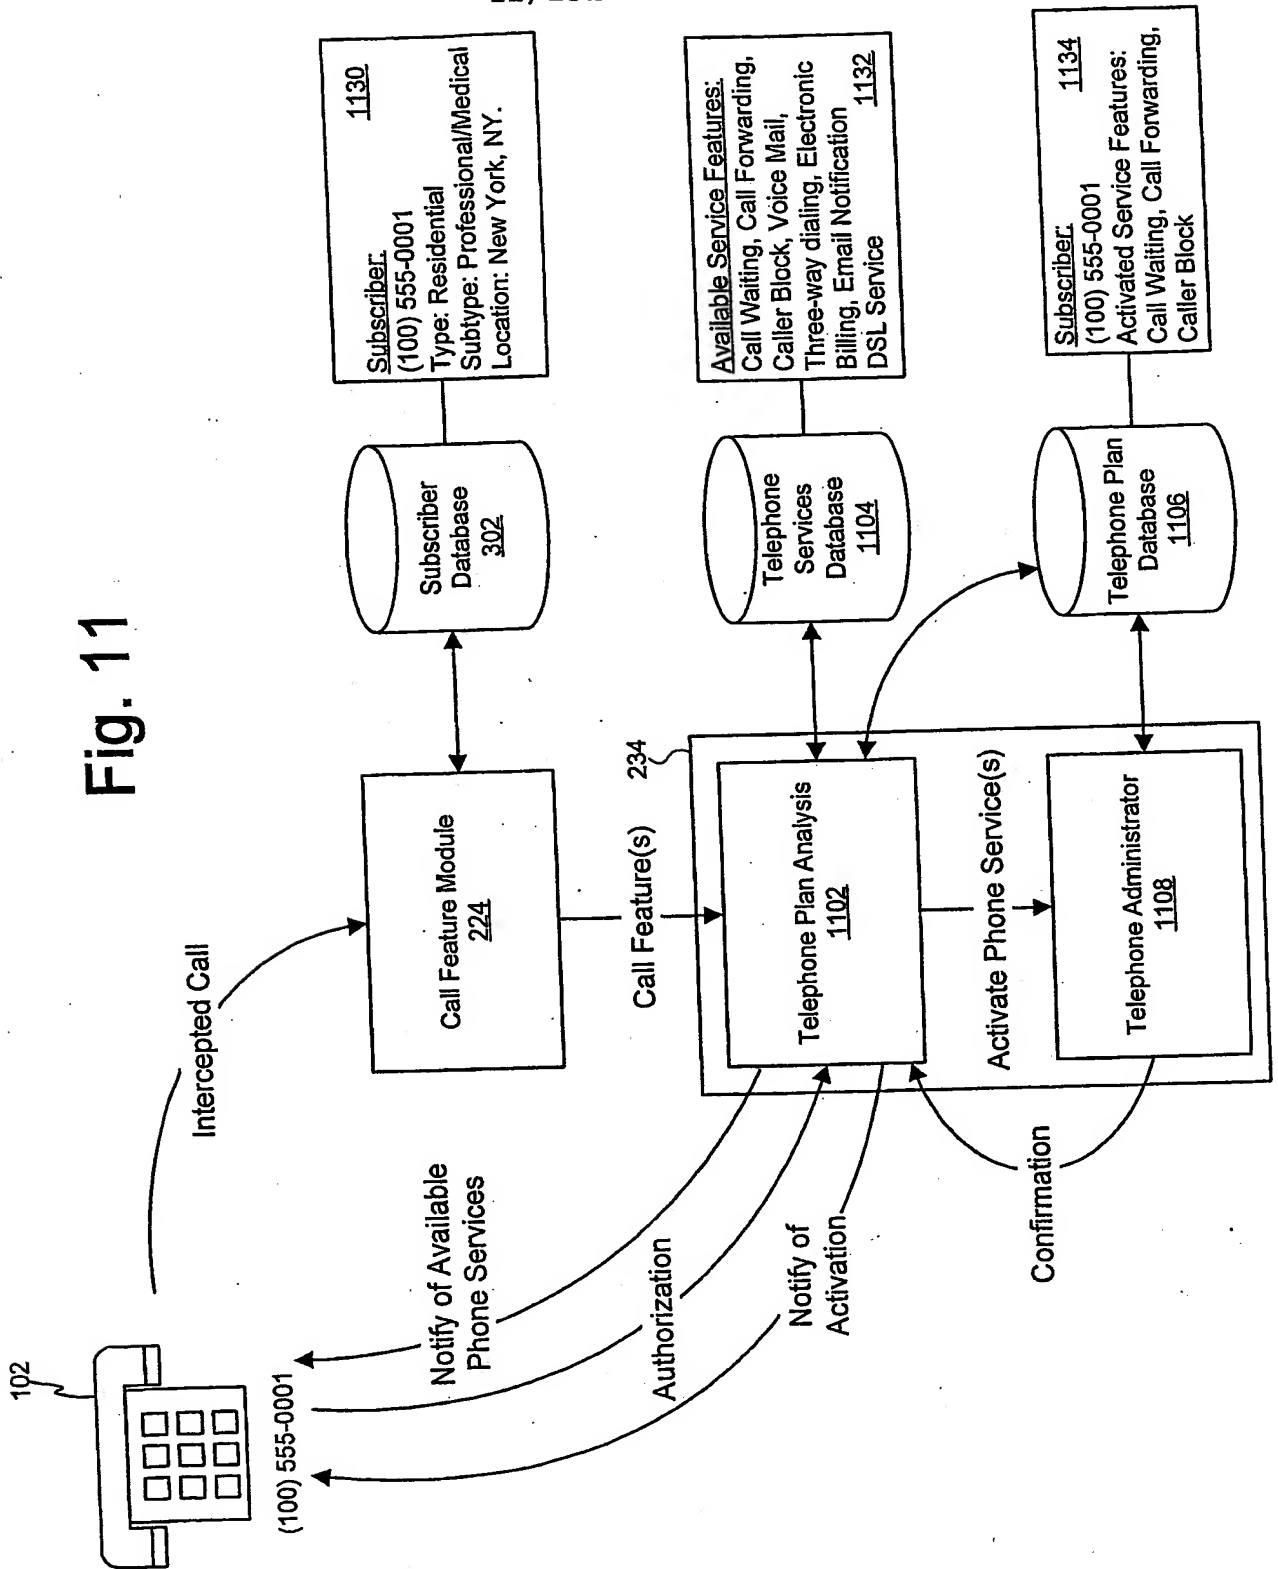 Fig. 11
102
(100) 555-0001
Intercepted Call
Call Feature Module
224
Subscriber
Database
302
Subscriber:
1130
(100) 555-0001
Type: Residential
Subtype: Professional/Medical
Location: New York, NY.
Notify of Available
Phone Services
Authorization
Notify of
Activation
Call Feature(s)
234
Telephone Plan Analysis
1102
Telephone
Services
Database
1104
Available Service Features:
Call Waiting, Call Forwarding,
Caller Block, Voice Mail,
Three-way dialing, Electronic
Billing, Email Notification
DSL Service
1132
Activate Phone Service(s)
Confirmation
Telephone Administrator
1108
Telephone Plan
Database
1106
Subscriber:
1134
(100) 555-0001
Activated Service Features:
Call Waiting, Call Forwarding,
Caller Block